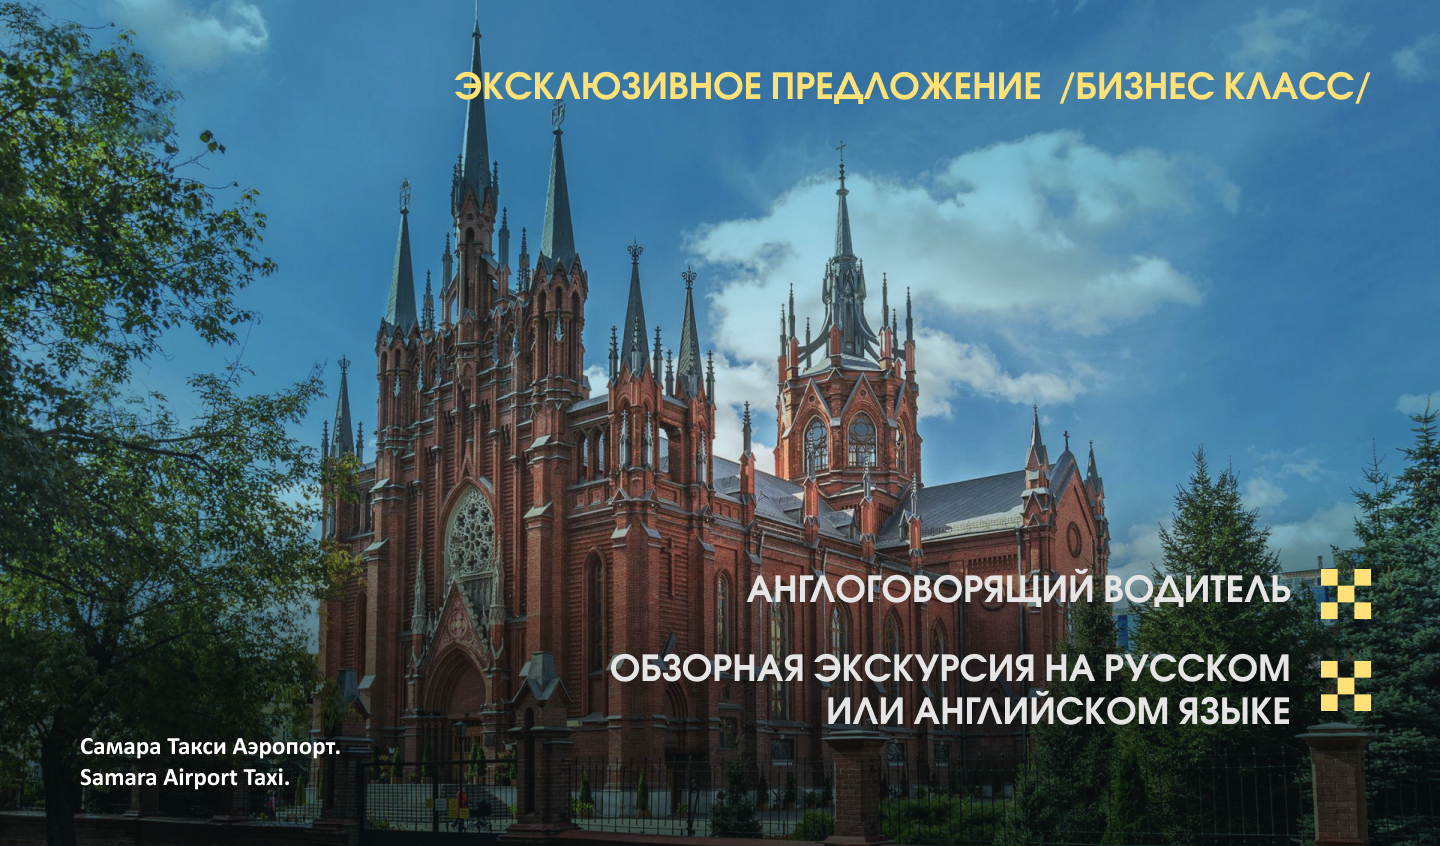 ЭКСКЛЮЗИВНОЕ ПРЕДЛОЖЕНИЕ /БИЗНЕС КЛАСС/
АНГЛОГОВОРЯЩИЙ ВОДИТЕЛЬ
ОБЗОРНАЯ ЭКСКУРСИЯ НА РУССКОМ
ИЛИ АНГЛИЙСКОМ ЯЗЫКЕ
Самара Такси Аэропорт.
Samara Airport Taxi.